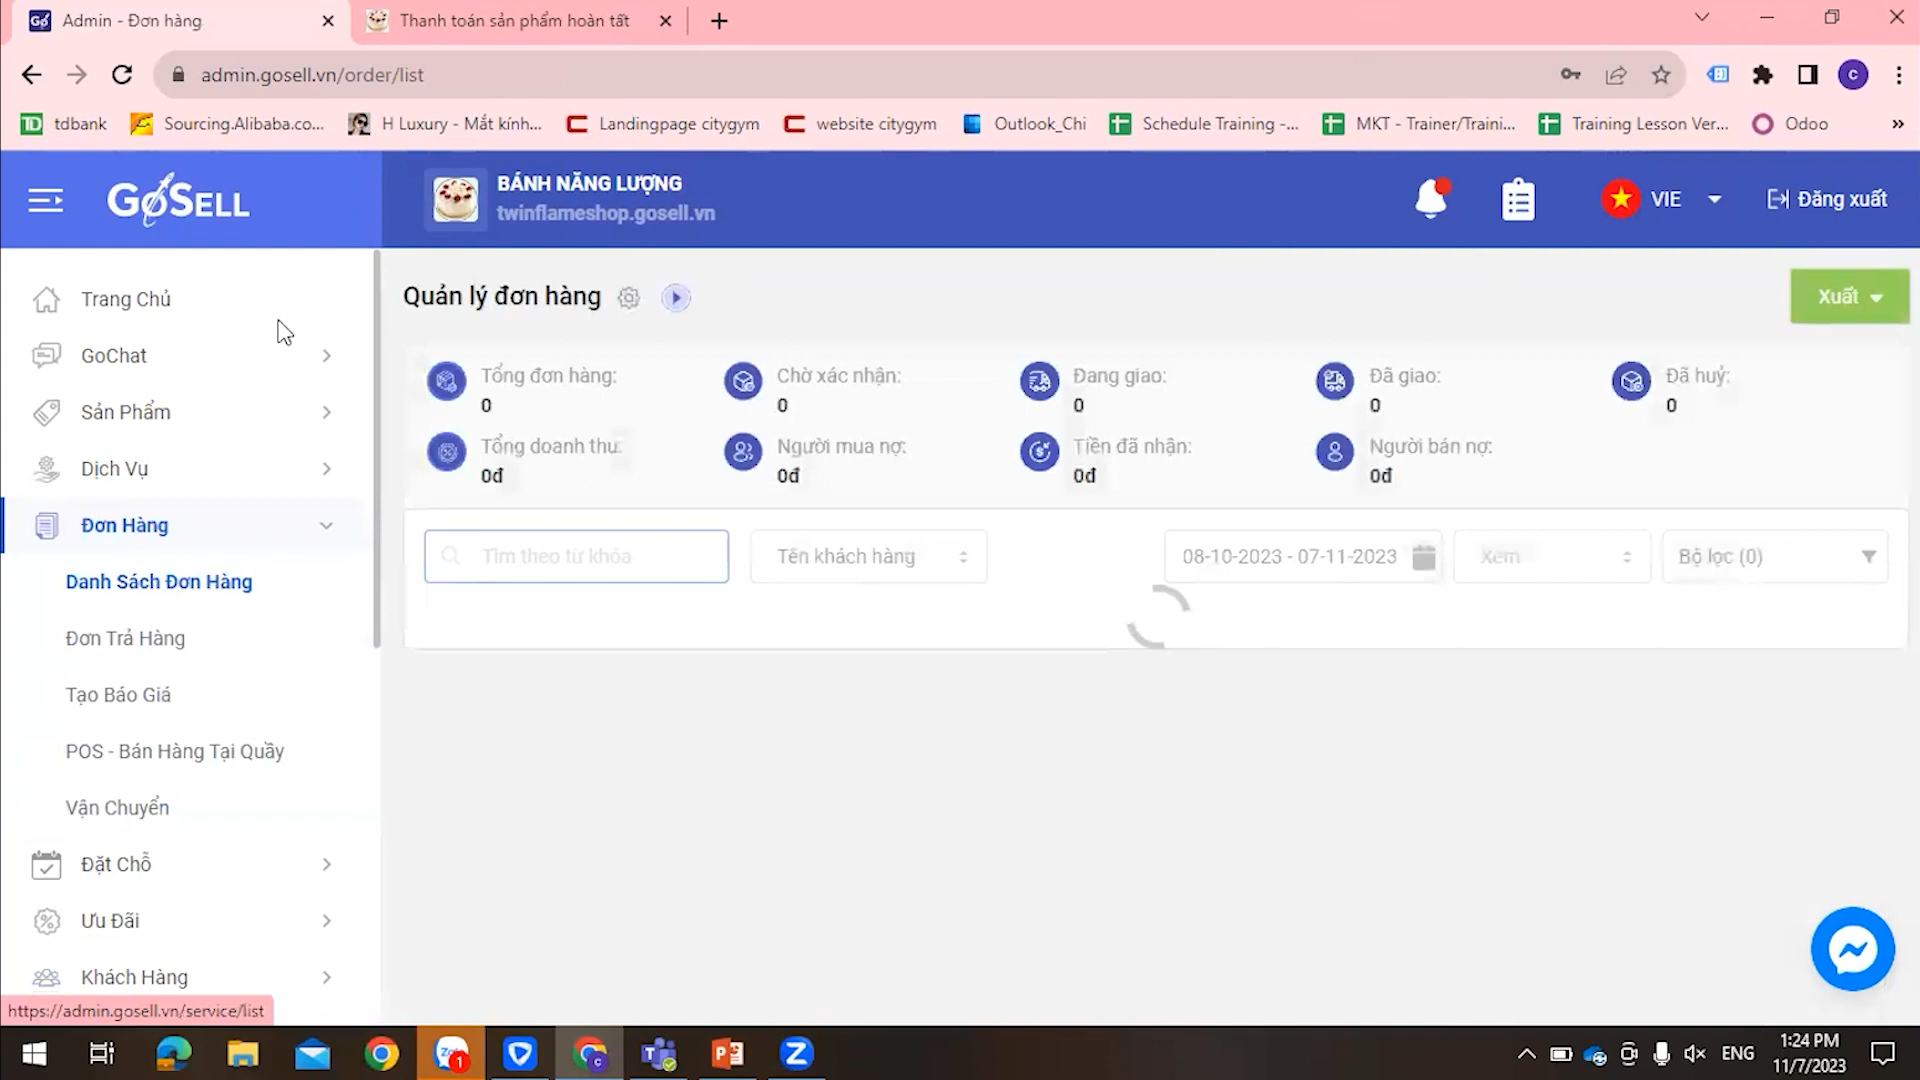 Admin - Đơn hàng
Thanh toán sản phẩm hoàn tất
admin.gosell.vn/order/list
C
tdbank
Sourcing.Alibaba.co...
H Luxury - Mắt kính...
Landingpage citygym
website citygym
Outlook_Chi
Schedule Training -...
MKT - Trainer/Traini...
Training Lesson Ver...
Odoo
GOSELL
BÁNH NĂNG LƯỢNG
twinflameshop.gosell.vn
VIE
Đăng xuất
Trang Chủ
GoChat
Sản Phẩm
Dịch Vụ
Đơn Hàng
Danh Sách Đơn Hàng
Đơn Trả Hàng
Tạo Báo Giá
POS - Bán Hàng Tại Quầy
Vận Chuyển
Đặt Chỗ
Ưu Đãi
Khách Hàng
Quản lý đơn hàng
Xuất
Tổng đơn hàng:
0
Chờ xác nhận:
0
Đang giao:
0
Đã giao:
0
Đã huỷ:
0
Tổng doanh thu:
0đ
Người mua nợ:
0đ
Tiền đã nhận:
0đ
Người bán nợ:
0đ
Tìm theo từ khóa
Tên khách hàng
08-10-2023 - 07-11-2023
Xem
Bộ lọc (0)
https://admin.gosell.vn/service/list
ENG
1:24 PM
11/7/2023